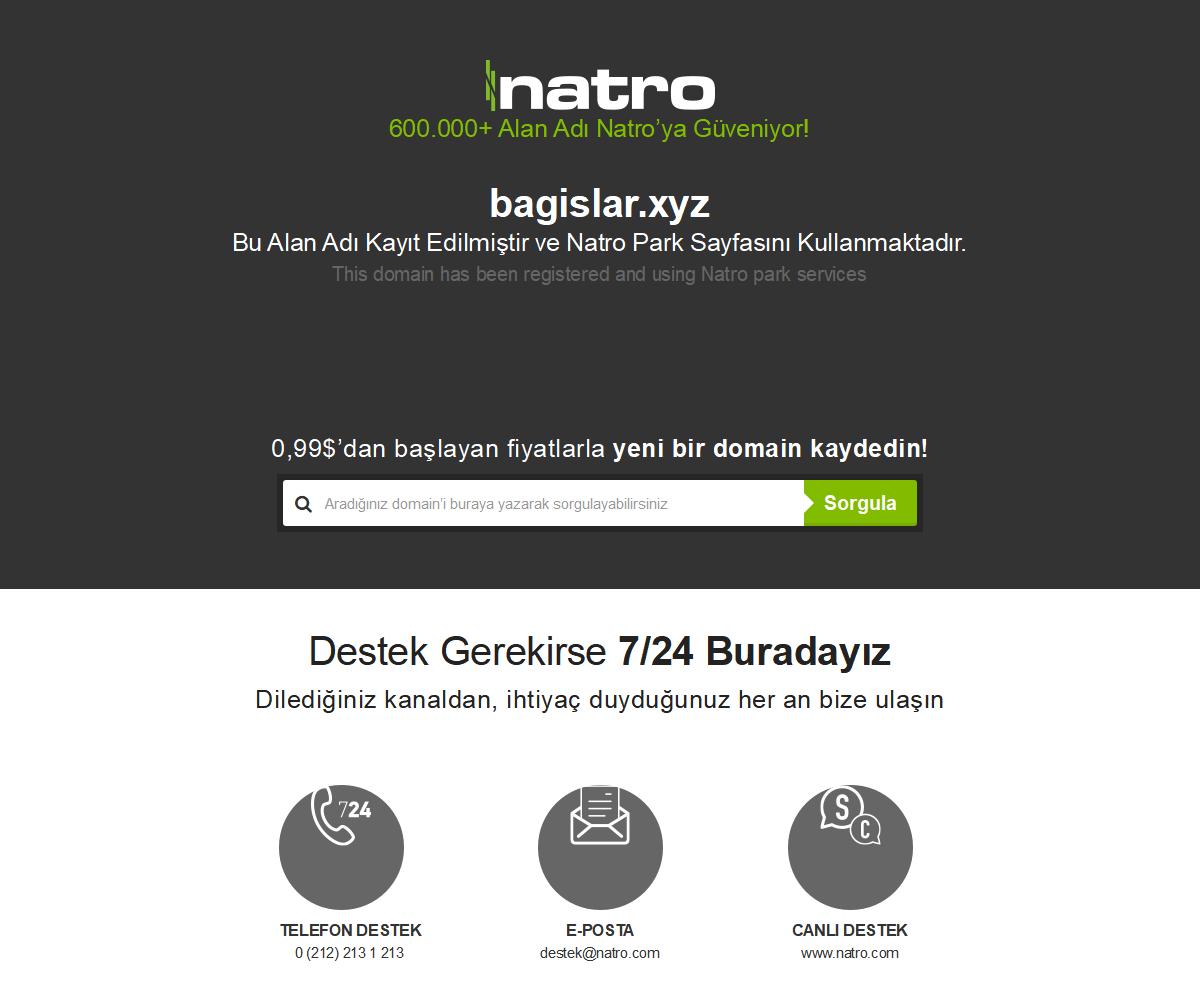 natro
600.000+ Alan Adı Natro’ya Güveniyor!
bagislar.xyz
Bu Alan Adı Kayıt Edilmiştir ve Natro Park Sayfasını Kullanmaktadır.
This domain has been registered and using Natro park services
0,99$’dan başlayan fiyatlarla yeni bir domain kaydedin!
Aradığınız domain'i buraya yazarak sorgulayabilirsiniz
Sorgula
Destek Gerekirse 7/24 Buradayız
Dilediğiniz kanaldan, ihtiyaç duyduğunuz her an bize ulaşın
724
S
C
TELEFON DESTEK
0 (212) 213 1 213
E-POSTA
destek@natro.com
CANLI DESTEK
www.natro.com